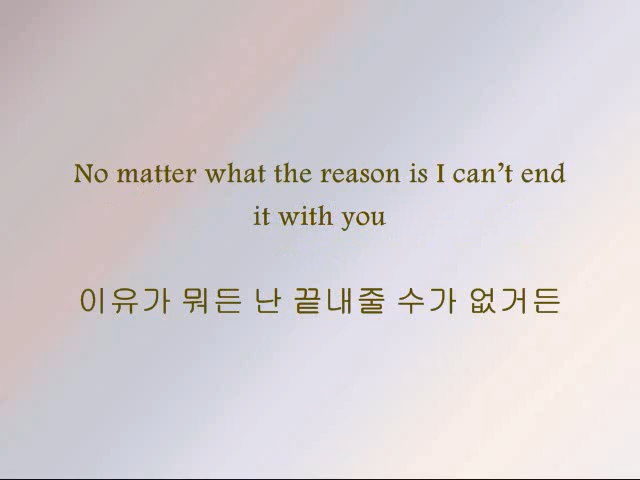 No matter what the reason is I can’t end
it with you
이유가 뭐든 난 끝내줄 수가 없거든